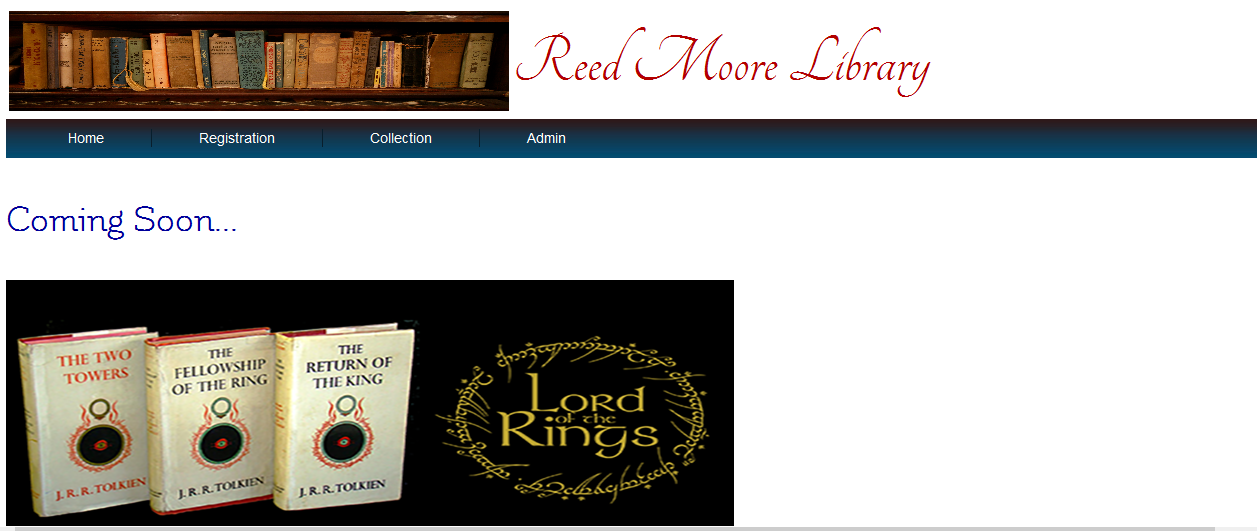 Reed Moore Library
Home
Registration
Collection
Admin
Coming Soon...
THE TWO
TOWERS
J. R. R. TOLKIEN
THE
FELLOWSHIP
OF THE RING
J. R. R. TOLKIEN
THE
RETURN OF
THE KING
J. R. R. TOLKIEN
LORD
OF THE
RINGS